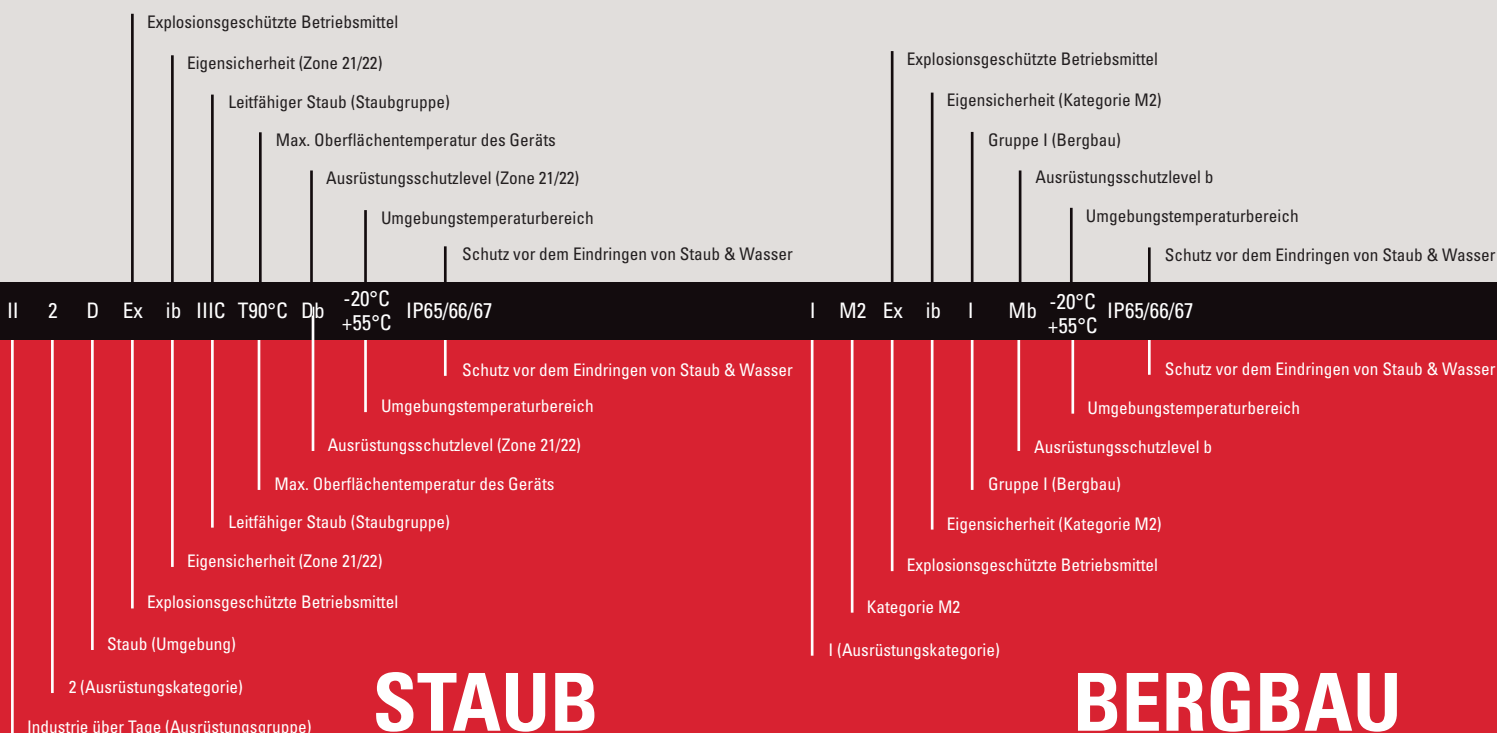 Explosionsgeschützte Betriebsmittel
Eigensicherheit (Zone 21/22)
Leitfähiger Staub (Staubgruppe)
Max. Oberflächentemperatur des Geräts
Ausrüstungsschutzlevel (Zone 21/22)
Umgebungstemperaturbereich
Schutz vor dem Eindringen von Staub & Wasser
II 2 D Ex ib IIIC T90°C Db -20°C +55°C IP65/66/67
Schutz vor dem Eindringen von Staub & Wasser
Umgebungstemperaturbereich
Ausrüstungsschutzlevel (Zone 21/22)
Max. Oberflächentemperatur des Geräts
Leitfähiger Staub (Staubgruppe)
Eigensicherheit (Zone 21/22)
Explosionsgeschützte Betriebsmittel
Staub (Umgebung)
2 (Ausrüstungskategorie)
Industrie über Tage (Ausrüstungsgruppe)
STAUB
Explosionsgeschützte Betriebsmittel
Eigensicherheit (Kategorie M2)
Gruppe I (Bergbau)
Ausrüstungsschutzlevel b
Umgebungstemperaturbereich
Schutz vor dem Eindringen von Staub & Wasser
I M2 Ex ib I Mb -20°C +55°C IP65/66/67
Schutz vor dem Eindringen von Staub & Wasser
Umgebungstemperaturbereich
Ausrüstungsschutzlevel b
Gruppe I (Bergbau)
Eigensicherheit (Kategorie M2)
Explosionsgeschützte Betriebsmittel
Kategorie M2
I (Ausrüstungskategorie)
BERGBAU